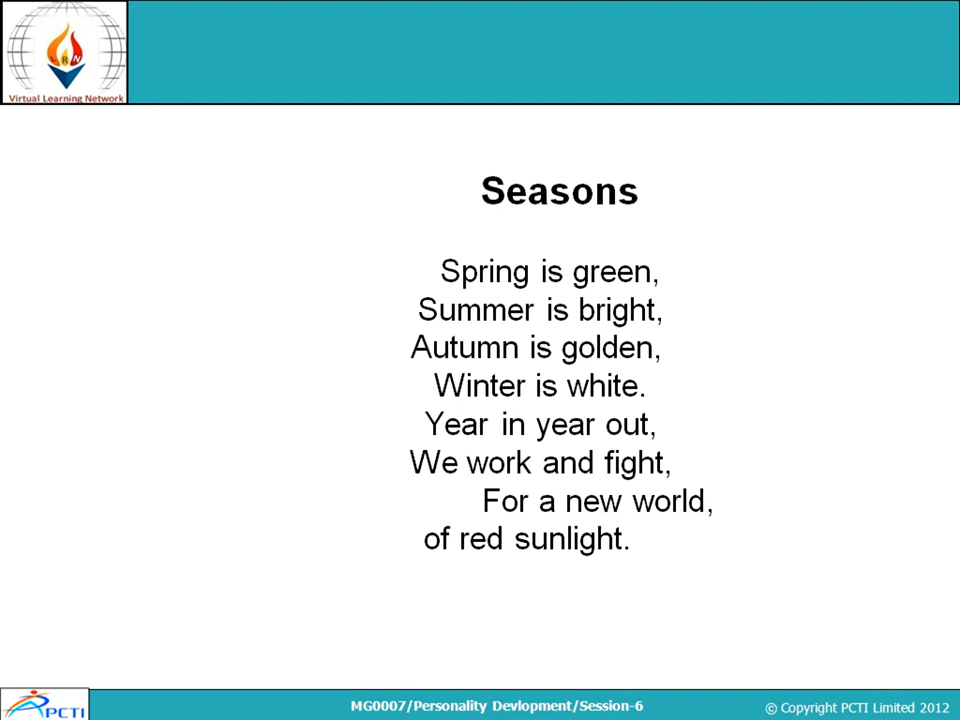 VRN
Virtual Learning Network
Seasons
Spring is green,
Summer is bright,
Autumn is golden,
Winter is white.
Year in year out,
We work and fight,
For a new world,
of red sunlight.
PCTI
MG0007/Personality Devlopment/Session-6
© Copyright PCTI Limited 2012